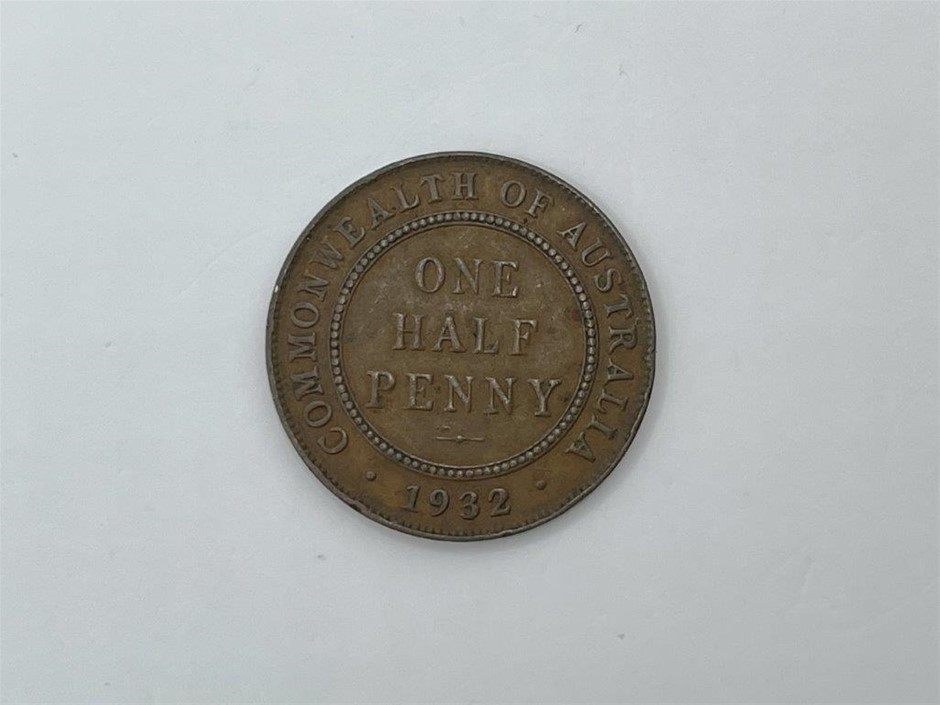 COMMONWEALTH OF AUSTRALIA
ONE
HALF
PENNY
1932